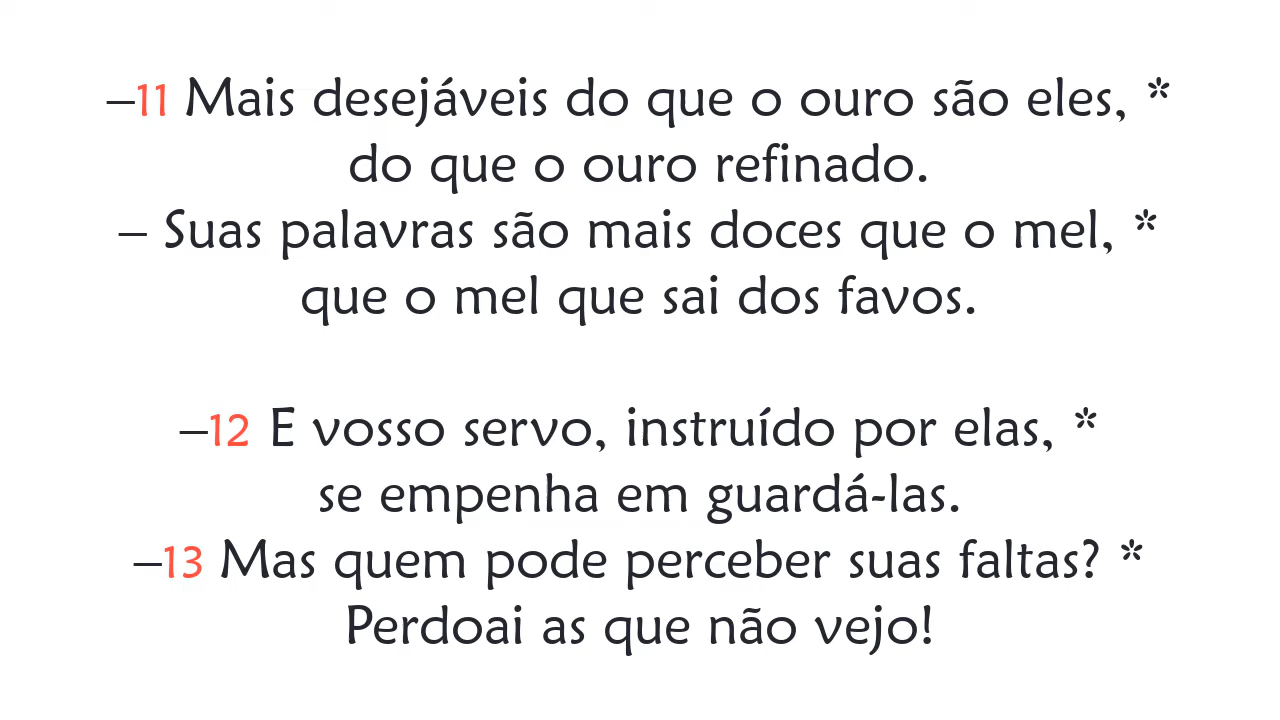 –11 Mais desejáveis do que o ouro são eles, *
do que o ouro refinado.
– Suas palavras são mais doces que o mel, *
que o mel que sai dos favos.
–12 E vosso servo, instruído por elas, *
se empenha em guardá-las.
–13 Mas quem pode perceber suas faltas? *
Perdoai as que não vejo!